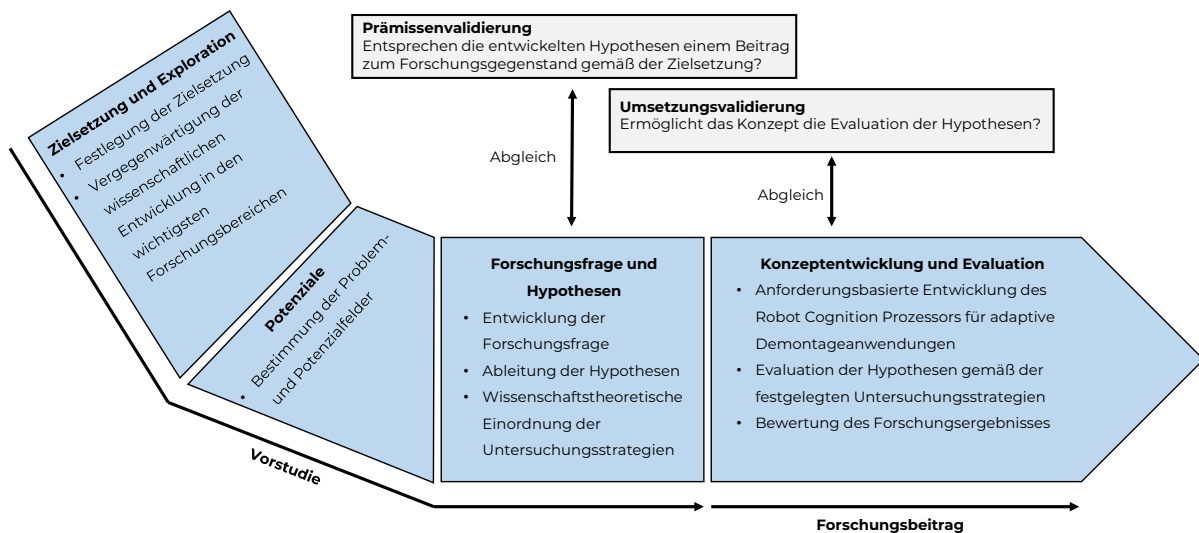 Prämissenvalidierung
Entsprechen die entwickelten Hypothesen einem Beitrag
zum Forschungsgegenstand gemäß der Zielsetzung?
Umsetzungsvalidierung
Ermöglicht das Konzept die Evaluation der Hypothesen?
Abgleich
Abgleich
Zielsetzung und Exploration
• Festlegung der Zielsetzung
• Vergegenwärtigung der
wissenschaftlichen
Entwicklung in den
wichtigsten
Forschungsbereichen
Potenziale
• Bestimmung der Problem-
und Potenzialfelder
Forschungsfrage und
Hypothesen
• Entwicklung der
Forschungsfrage
• Ableitung der Hypothesen
• Wissenschaftstheoretische
Einordnung der
Untersuchungsstrategien
Konzeptentwicklung und Evaluation
• Anforderungsbasierte Entwicklung des
Robot Cognition Prozessors für adaptive
Demontageanwendungen
• Evaluation der Hypothesen gemäß der
festgelegten Untersuchungsstrategien
• Bewertung des Forschungsergebnisses
Vorstudie
Forschungsbeitrag